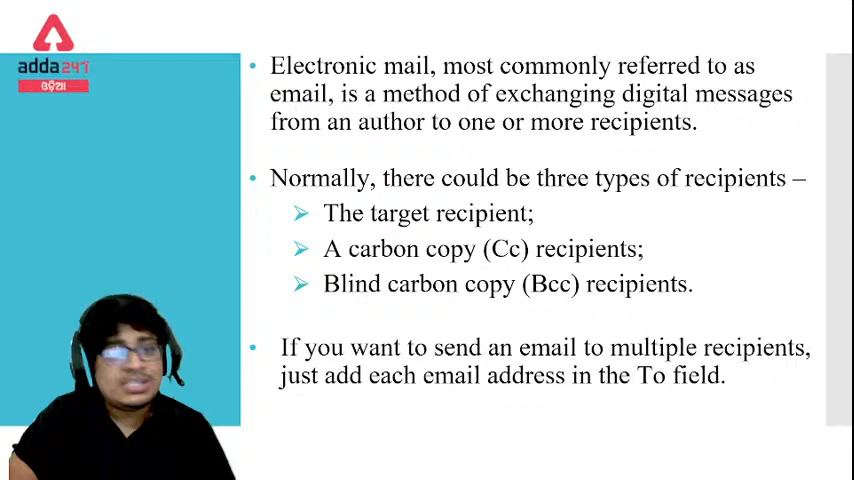 adda247
ଓଡ଼ିଆ
• Electronic mail, most commonly referred to as
email, is a method of exchanging digital messages
from an author to one or more recipients.
• Normally, there could be three types of recipients –
➢ The target recipient;
➢ A carbon copy (Cc) recipients;
➢ Blind carbon copy (Bcc) recipients.
• If you want to send an email to multiple recipients,
just add each email address in the To field.